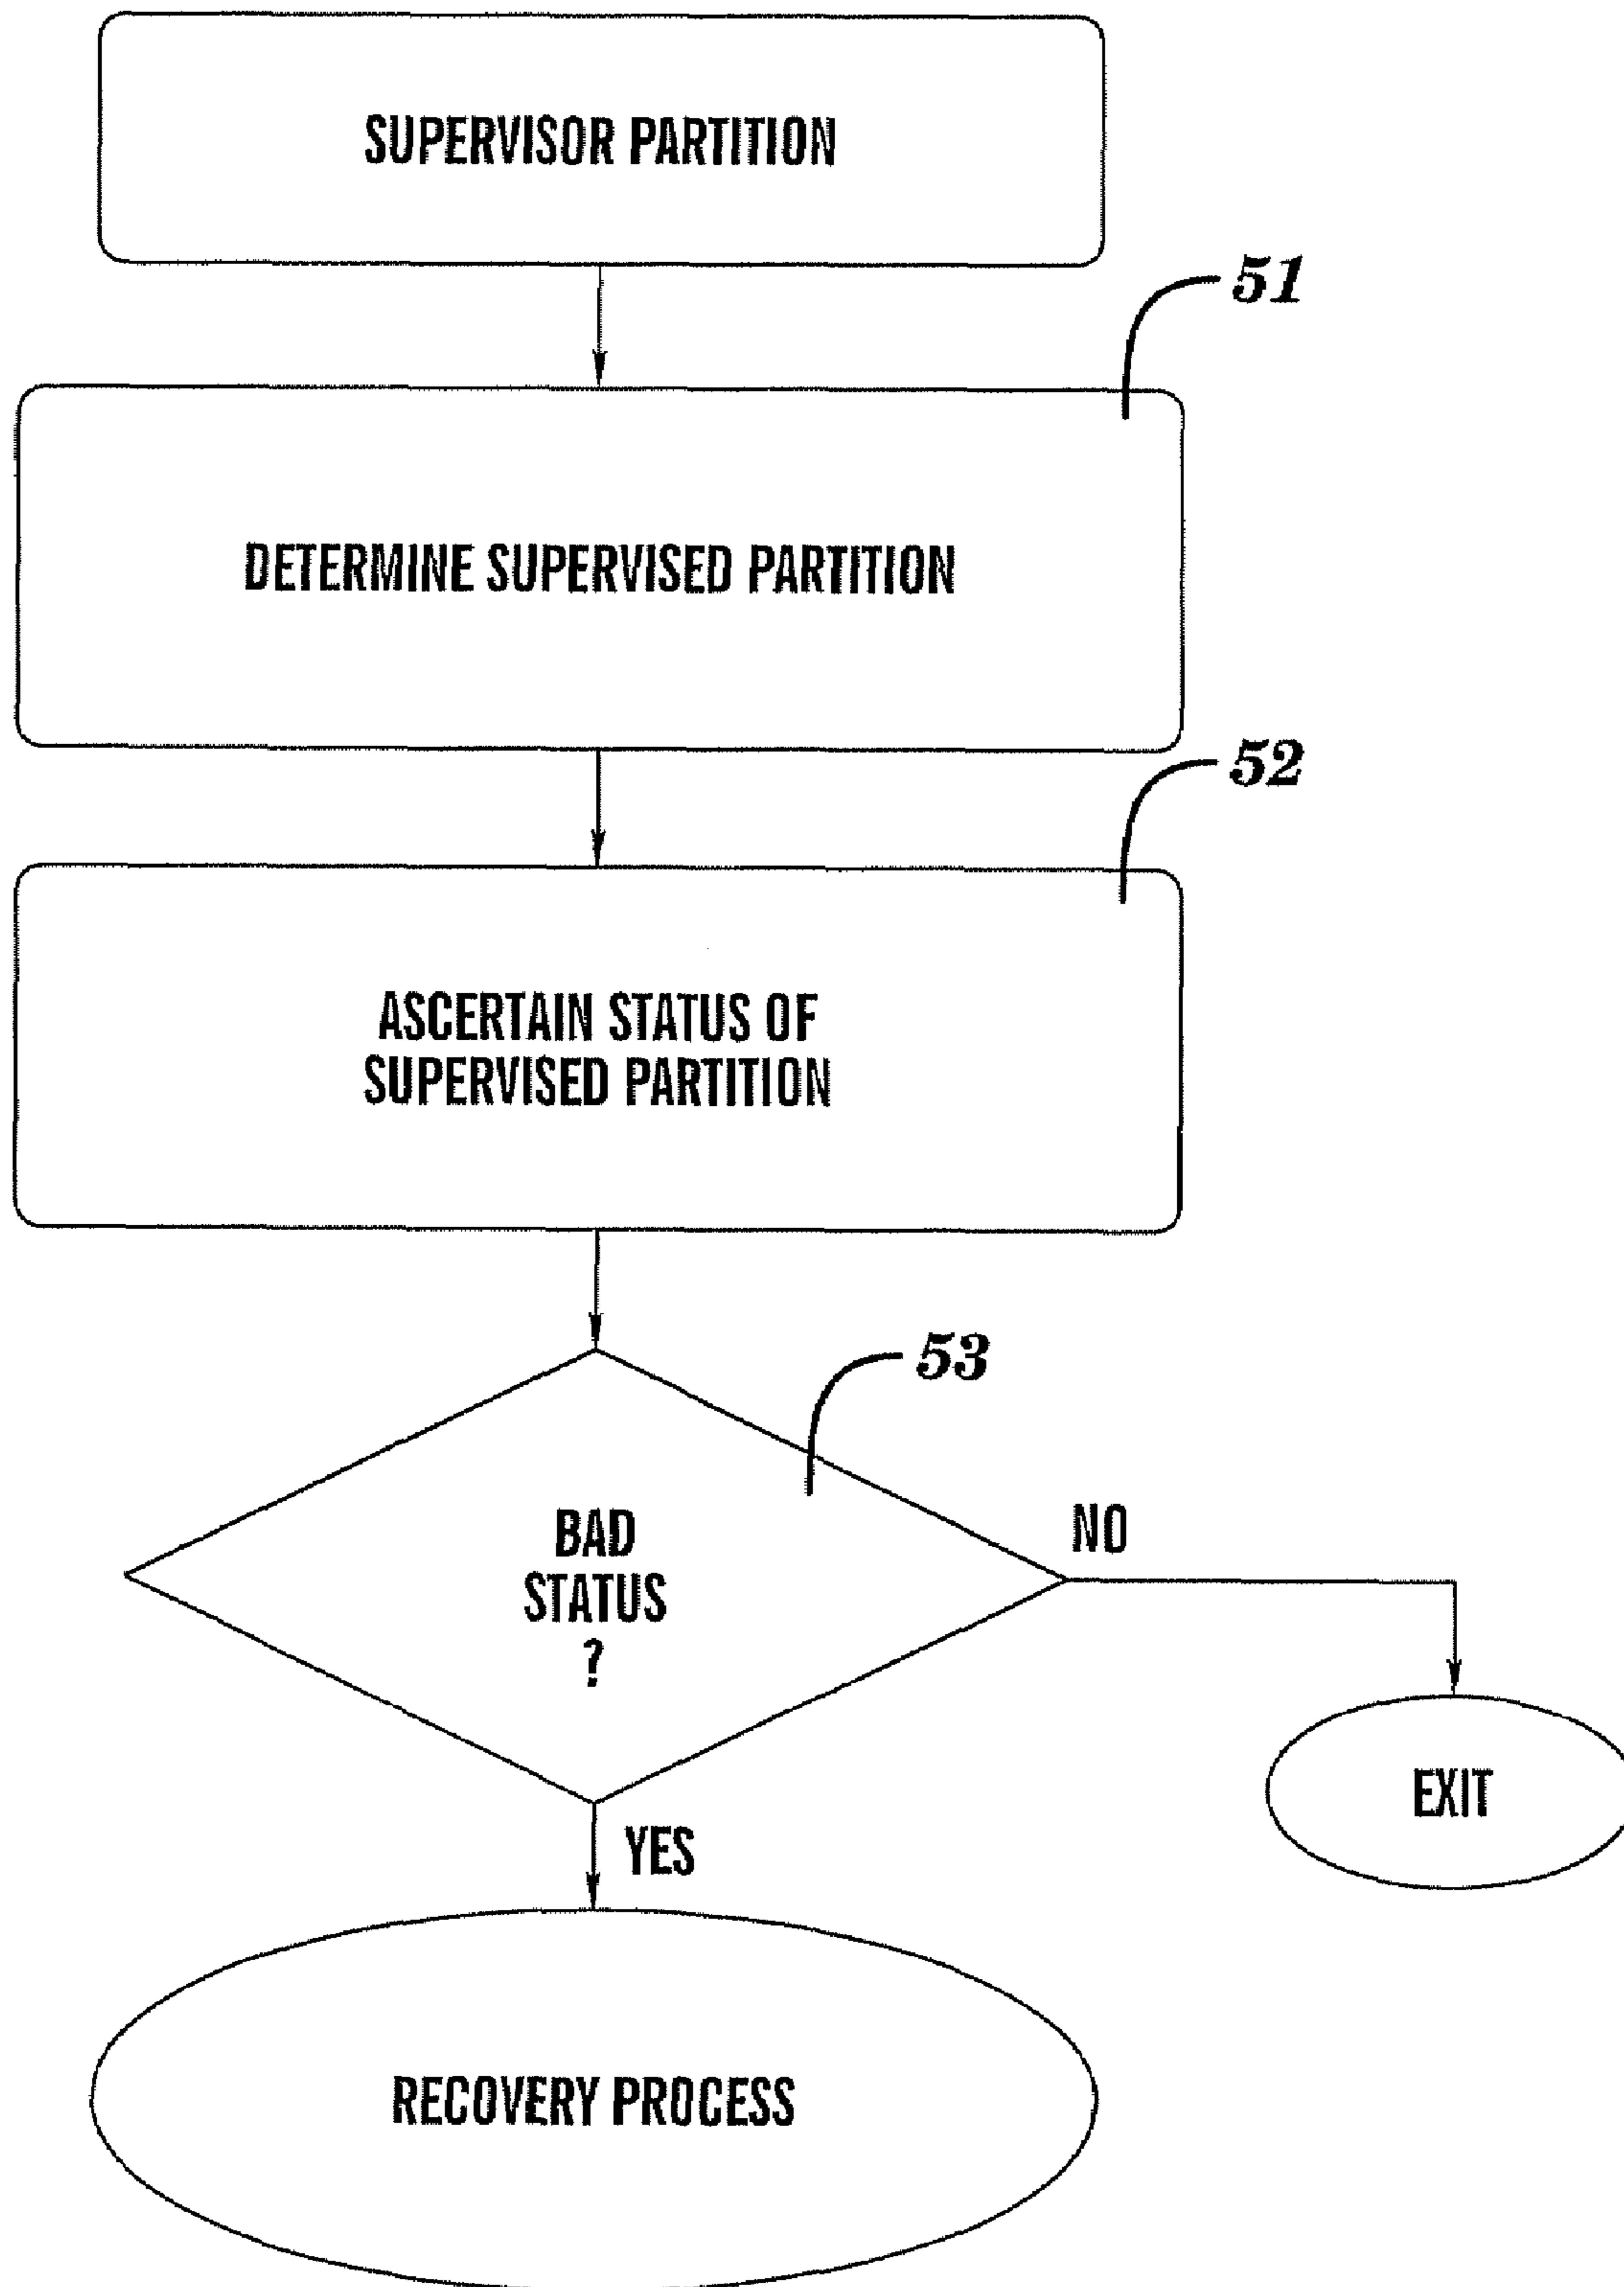 SUPERVISOR PARTITION
51
DETERMINE SUPERVISED PARTITION
52
ASCERTAIN STATUS OF
SUPERVISED PARTITION
53
BAD
STATUS
?
NO
EXIT
YES
RECOVERY PROCESS